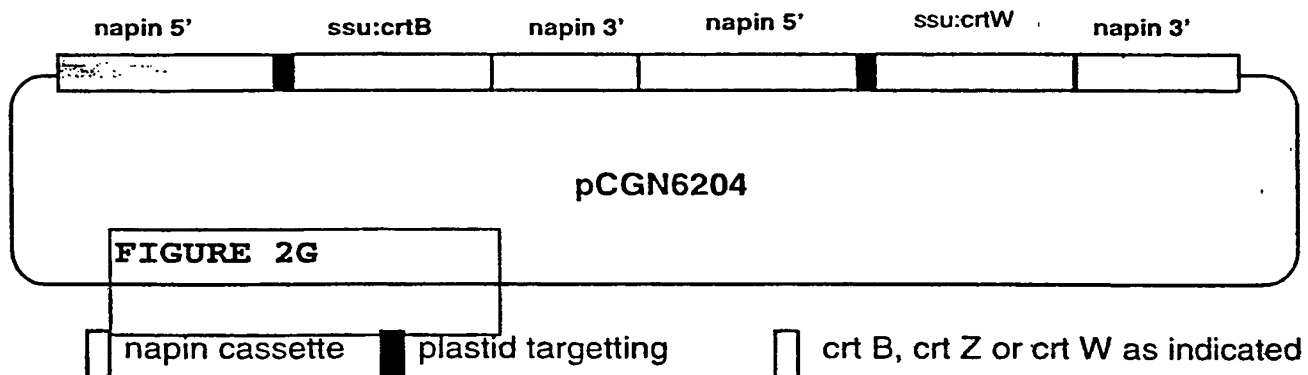 napin 5’ ssu:crtB napin 3’ napin 5’ ssu:crtW napin 3’
pCGN6204
FIGURE 2G
napin cassette plastid targetting crt B, crt Z or crt W as indicated